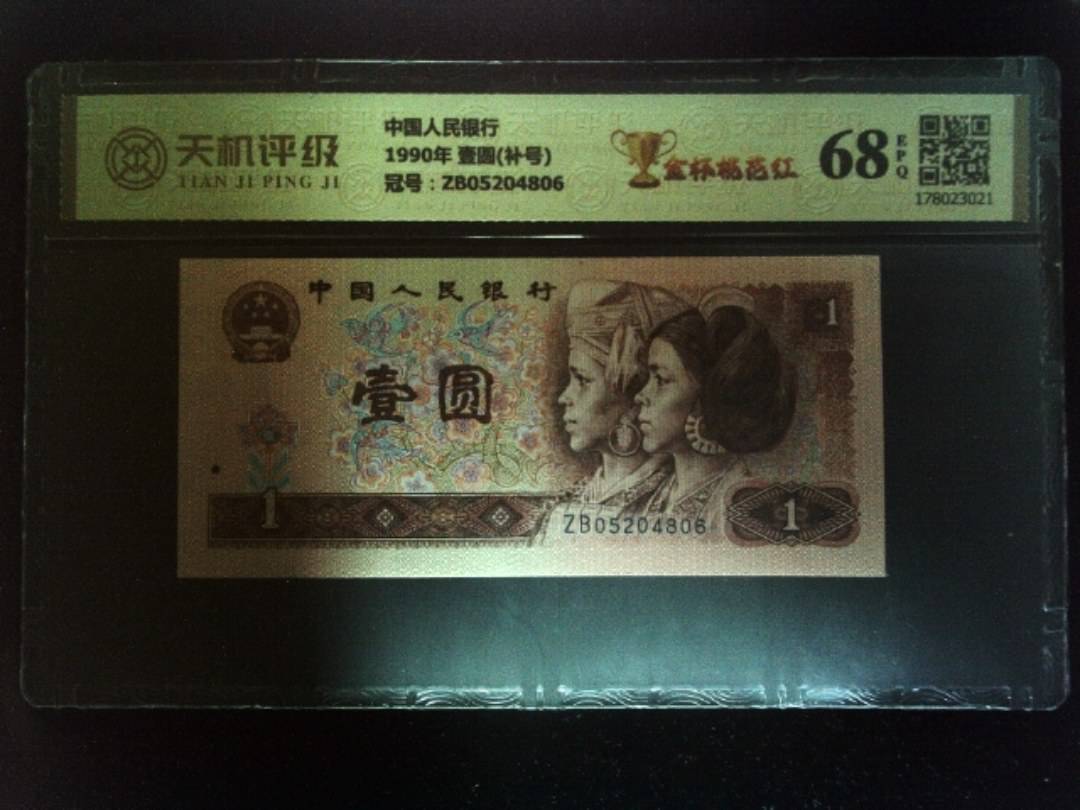 天机评级
TIAN JI PING JI
中国人民银行
1990年 壹圆(补号)
冠号：ZB05204806
金杯桃花红
68
EPQ
178023021
中国人民银行
壹圆
1
1
ZB05204806
1